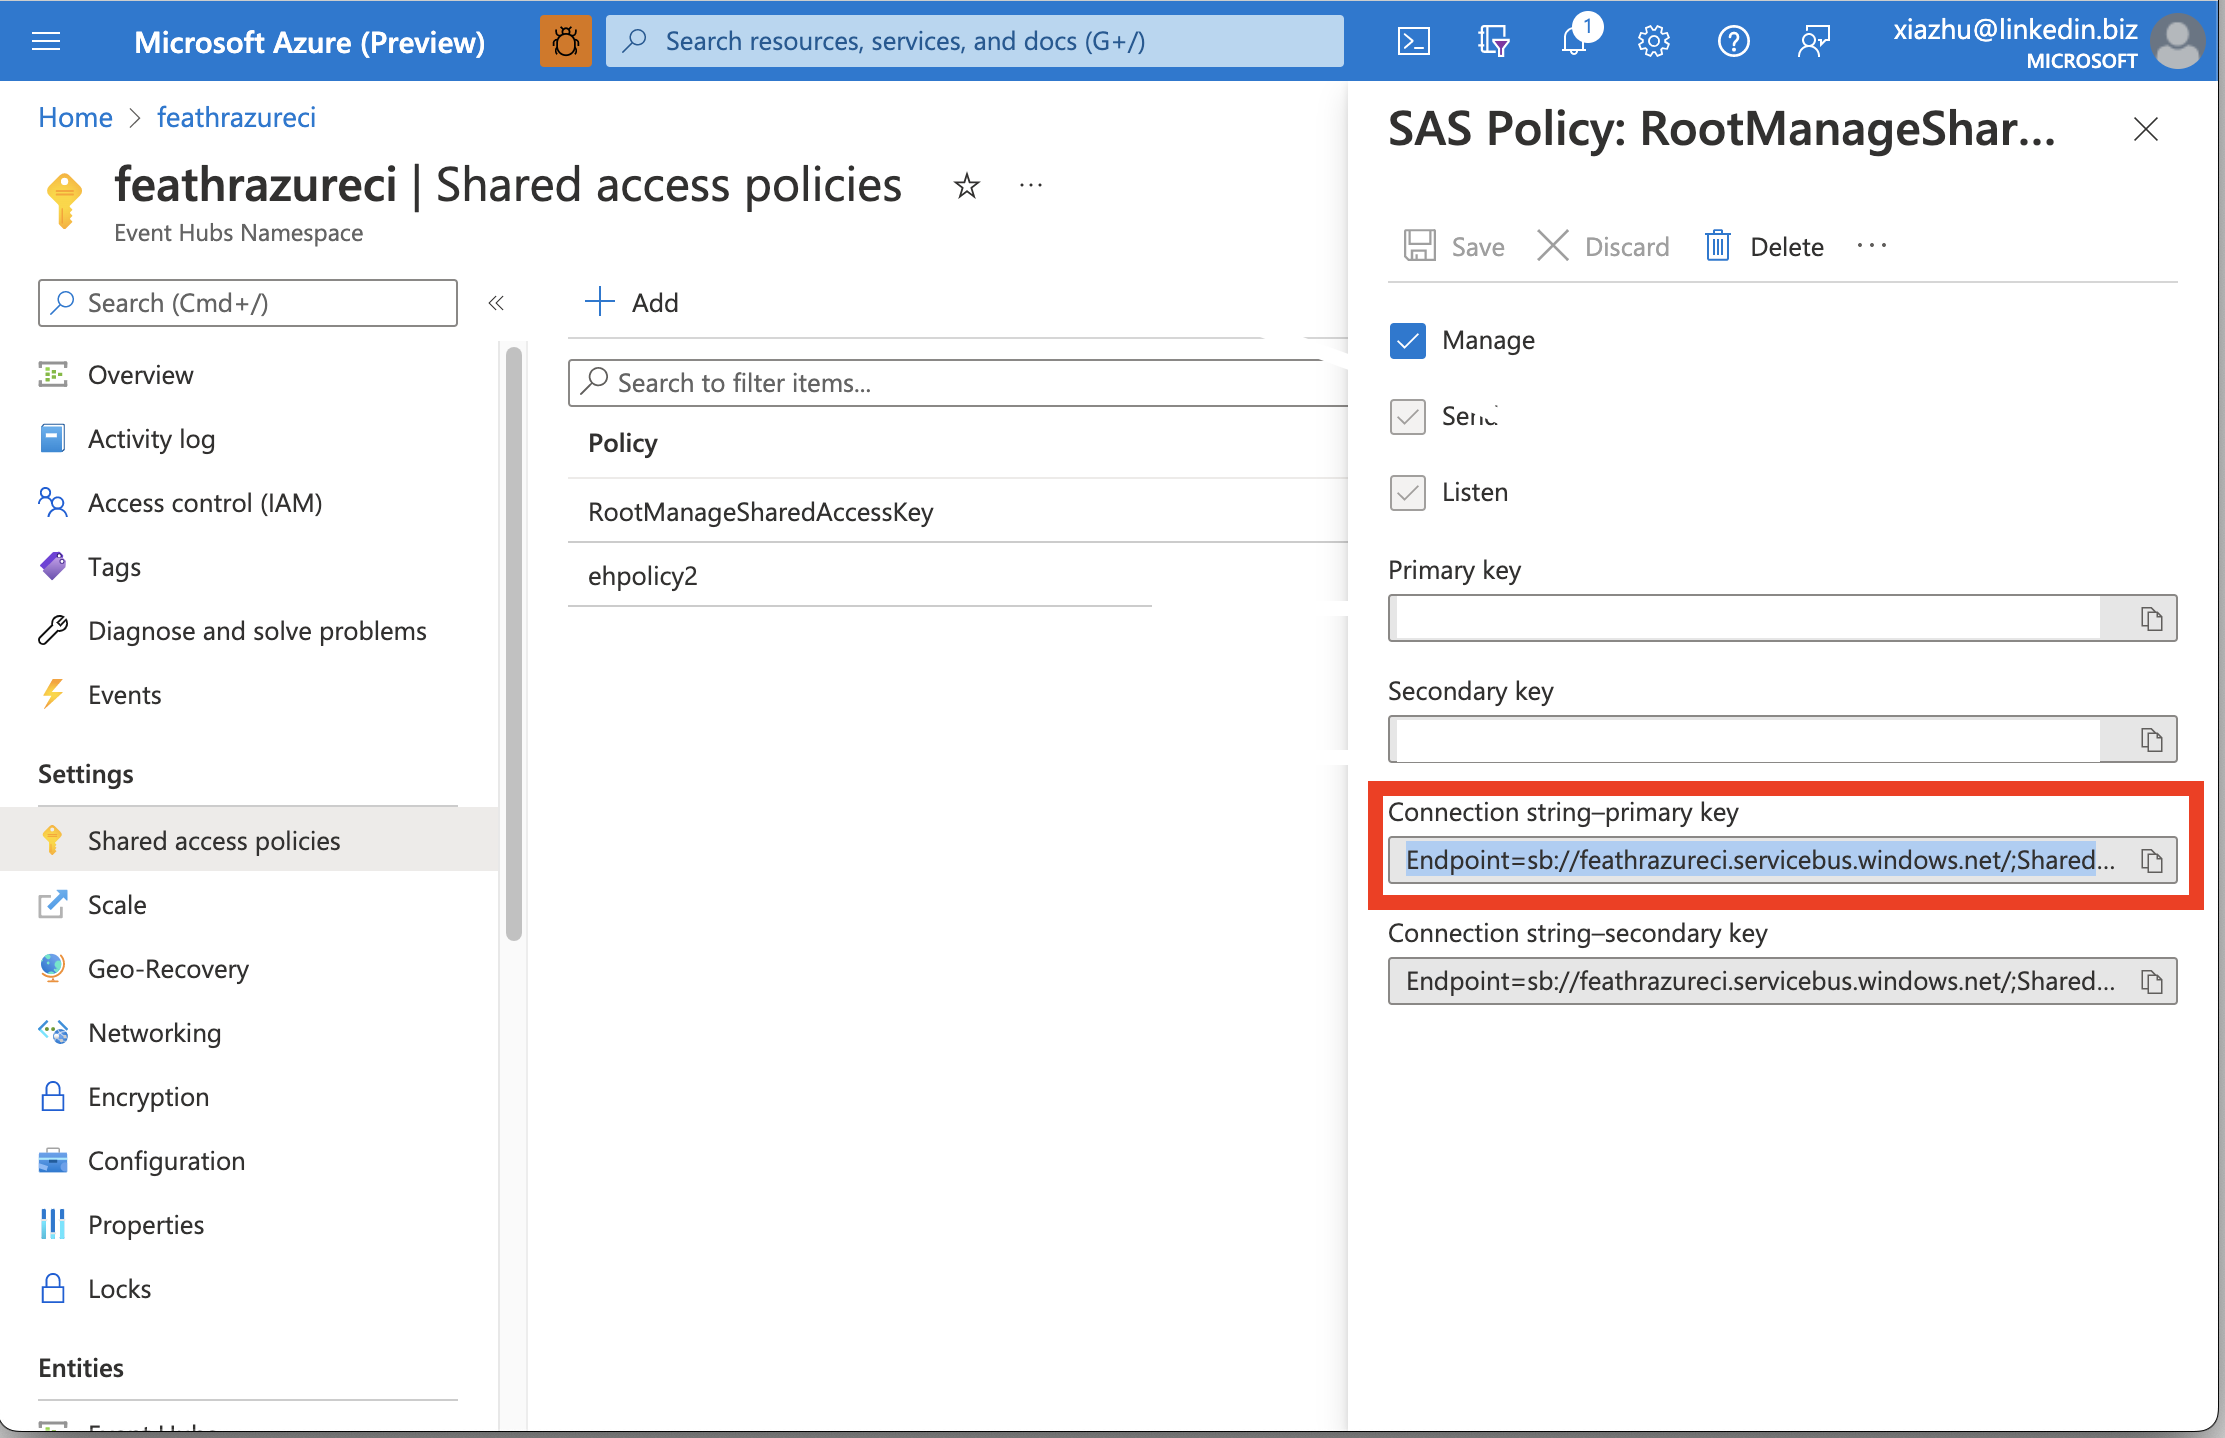 Microsoft Azure (Preview)
Search resources, services, and docs (G+/)
1
xiazhu@linkedin.biz
MICROSOFT
Home > feathrazureci
feathrazureci | Shared access policies
Event Hubs Namespace
Search (Cmd+/)
«
Overview
Activity log
Access control (IAM)
Tags
Diagnose and solve problems
Events
Settings
Shared access policies
Scale
Geo-Recovery
Networking
Encryption
Configuration
Properties
Locks
Entities
Add
Search to filter items...
Policy
RootManageSharedAccessKey
ehpolicy2
SAS Policy: RootManageShar...
Save
Discard
Delete
Manage
Send
Listen
Primary key
Secondary key
Connection string–primary key
Endpoint=sb://feathrazureci.servicebus.windows.net/;Shared...
Connection string–secondary key
Endpoint=sb://feathrazureci.servicebus.windows.net/;Shared...